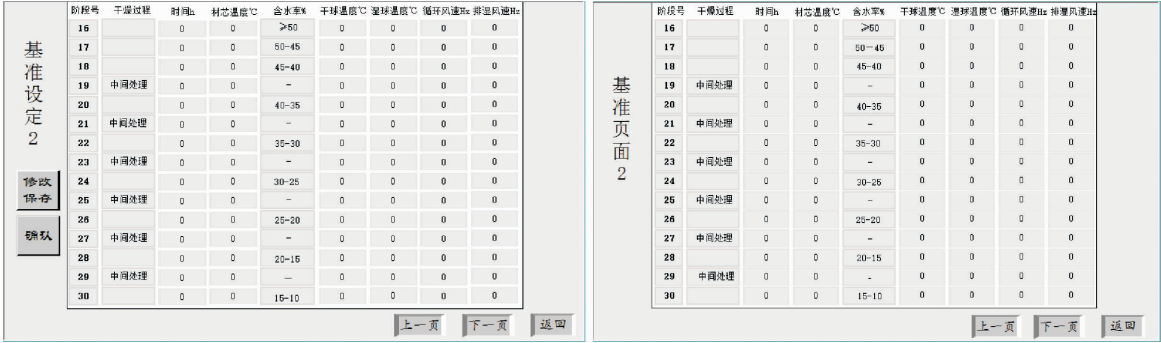 阶段号 干燥过程 时间h 材芯温度℃ 含水率% 干球温度℃ 湿球温度℃ 循环风速Hz 排湿风速Hz
16 0 0 ≥50 0 0 0 0
17 0 0 50-45 0 0 0 0
18 0 0 45-40 0 0 0 0
19 中间处理 0 0 - 0 0 0 0
20 0 0 40-35 0 0 0 0
21 中间处理 0 0 - 0 0 0 0
22 0 0 35-30 0 0 0 0
23 中间处理 0 0 - 0 0 0 0
24 0 0 30-25 0 0 0 0
25 中间处理 0 0 - 0 0 0 0
26 0 0 25-20 0 0 0 0
27 中间处理 0 0 - 0 0 0 0
28 0 0 20-15 0 0 0 0
29 中间处理 0 0 — 0 0 0 0
30 0 0 15-10 0 0 0 0
基准设定2
修改
保存
确认
上一页 下一页 返回
阶段号 干燥过程 时间h 材芯温度℃ 含水率% 干球温度℃ 湿球温度℃ 循环风速Hz 排湿风速Hz
16 0 0 ≥50 0 0 0 0
17 0 0 50—45 0 0 0 0
18 0 0 45-40 0 0 0 0
19 中间处理 0 0 - 0 0 0 0
20 0 0 40-35 0 0 0 0
21 中间处理 0 0 - 0 0 0 0
22 0 0 35-30 0 0 0 0
23 中间处理 0 0 - 0 0 0 0
24 0 0 30-25 0 0 0 0
25 中间处理 0 0 - 0 0 0 0
26 0 0 25-20 0 0 0 0
27 中间处理 0 0 - 0 0 0 0
28 0 0 20-15 0 0 0 0
29 中间处理 0 0 - 0 0 0 0
30 0 0 15-10 0 0 0 0
基准页面2
上一页 下一页 返回